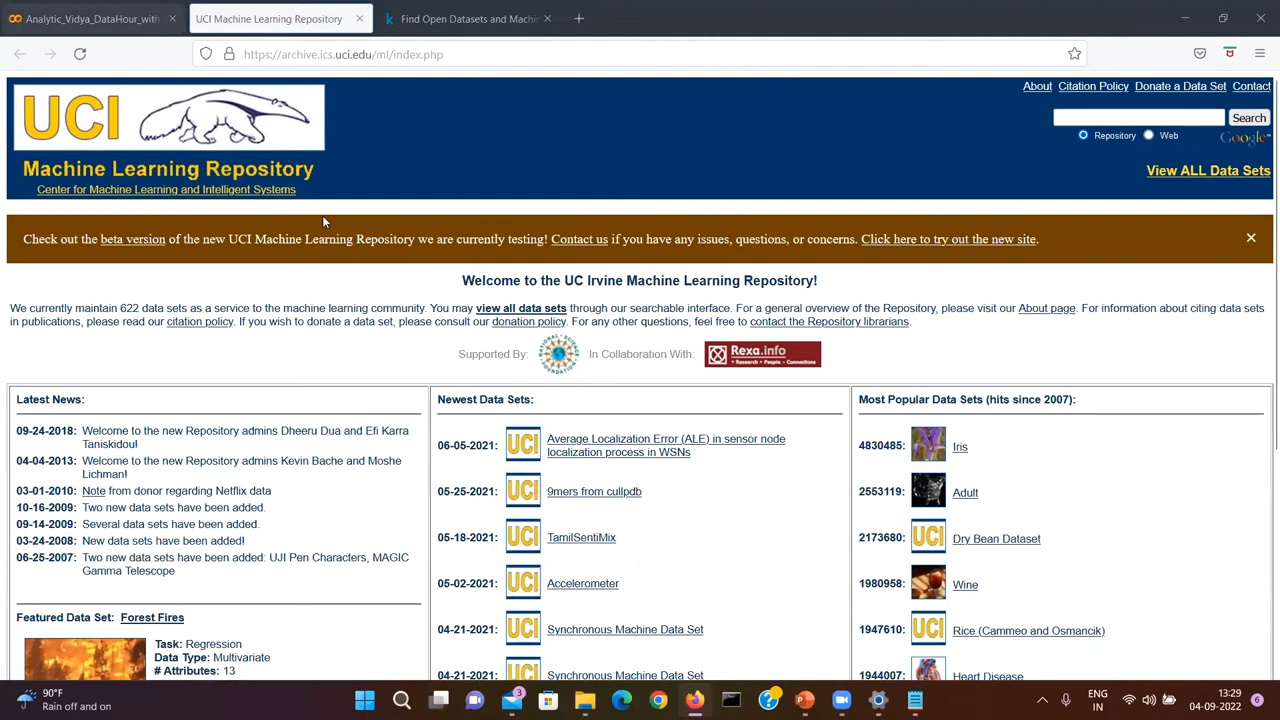 Analytic_Vidya_DataHour_with
UCI Machine Learning Repository
Find Open Datasets and Machin
https://archive.ics.uci.edu/ml/index.php
UCI
About Citation Policy Donate a Data Set Contact
Search
Repository Web Google™
Machine Learning Repository
View ALL Data Sets
Center for Machine Learning and Intelligent Systems
Check out the beta version of the new UCI Machine Learning Repository we are currently testing! Contact us if you have any issues, questions, or concerns. Click here to try out the new site.
Welcome to the UC Irvine Machine Learning Repository!
We currently maintain 622 data sets as a service to the machine learning community. You may view all data sets through our searchable interface. For a general overview of the Repository, please visit our About page. For information about citing data sets
in publications, please read our citation policy. If you wish to donate a data set, please consult our donation policy. For any other questions, feel free to contact the Repository librarians.
Supported By: In Collaboration With: Rexa.info
Research · People · Connections
Latest News:
09-24-2018: Welcome to the new Repository admins Dheeru Dua and Efi Karra
Taniskidou!
04-04-2013: Welcome to the new Repository admins Kevin Bache and Moshe
Lichman!
03-01-2010: Note from donor regarding Netflix data
10-16-2009: Two new data sets have been added.
09-14-2009: Several data sets have been added.
03-24-2008: New data sets have been added!
06-25-2007: Two new data sets have been added: UJI Pen Characters, MAGIC
Gamma Telescope
Featured Data Set: Forest Fires
Task: Regression
Data Type: Multivariate
# Attributes: 13
Newest Data Sets:
06-05-2021: UCI Average Localization Error (ALE) in sensor node
localization process in WSNs
05-25-2021: UCI 9mers from cullpdb
05-18-2021: UCI TamilSentiMix
05-02-2021: UCI Accelerometer
04-21-2021: UCI Synchronous Machine Data Set
04-21-2021: UCI Synchronous Machine Data Set
Most Popular Data Sets (hits since 2007):
4830485: Iris
2553119: Adult
2173680: UCI Dry Bean Dataset
1980958: Wine
1947610: UCI Rice (Cammeo and Osmancik)
1944007: Heart Disease
90°F
Rain off and on
3
ENG
IN
13:29
04-09-2022
6